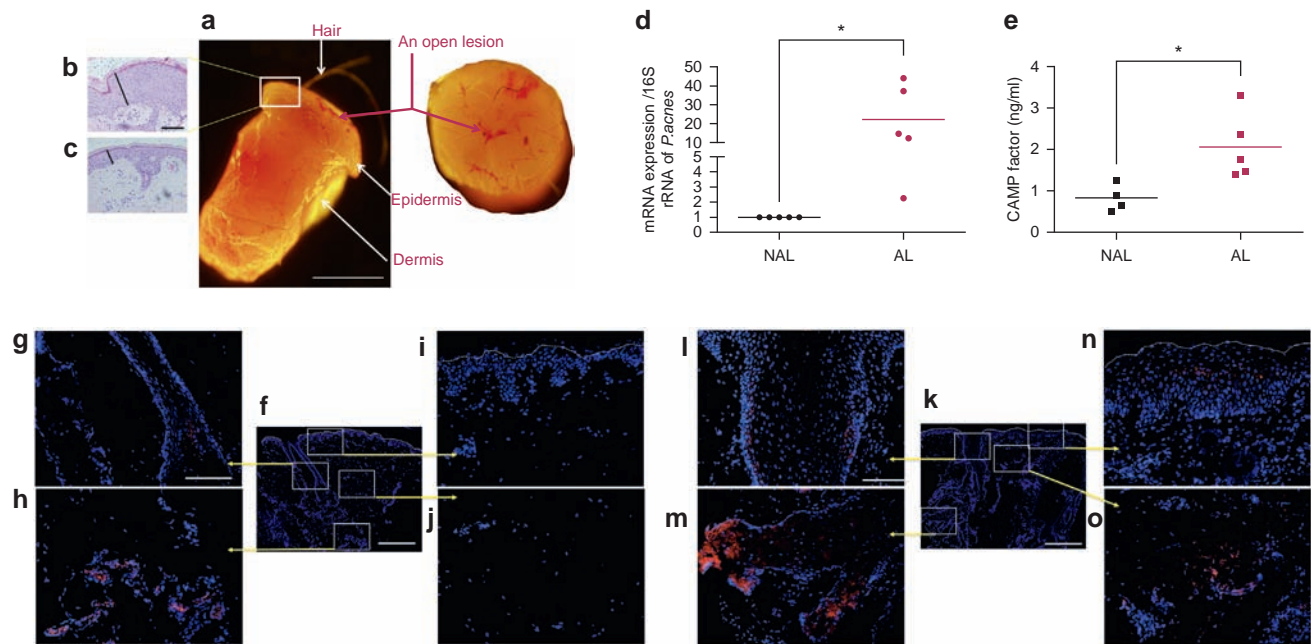 a
Hair
An open lesion
b
c
Epidermis
Dermis
d
*
mRNA expression /16S
rRNA of P.acnes
50
40
30
20
10
5
4
3
2
1
0
NAL
AL
e
*
CAMP factor (ng/ml)
4
3
2
1
0
NAL
AL
g
i
f
h
j
l
n
k
m
o